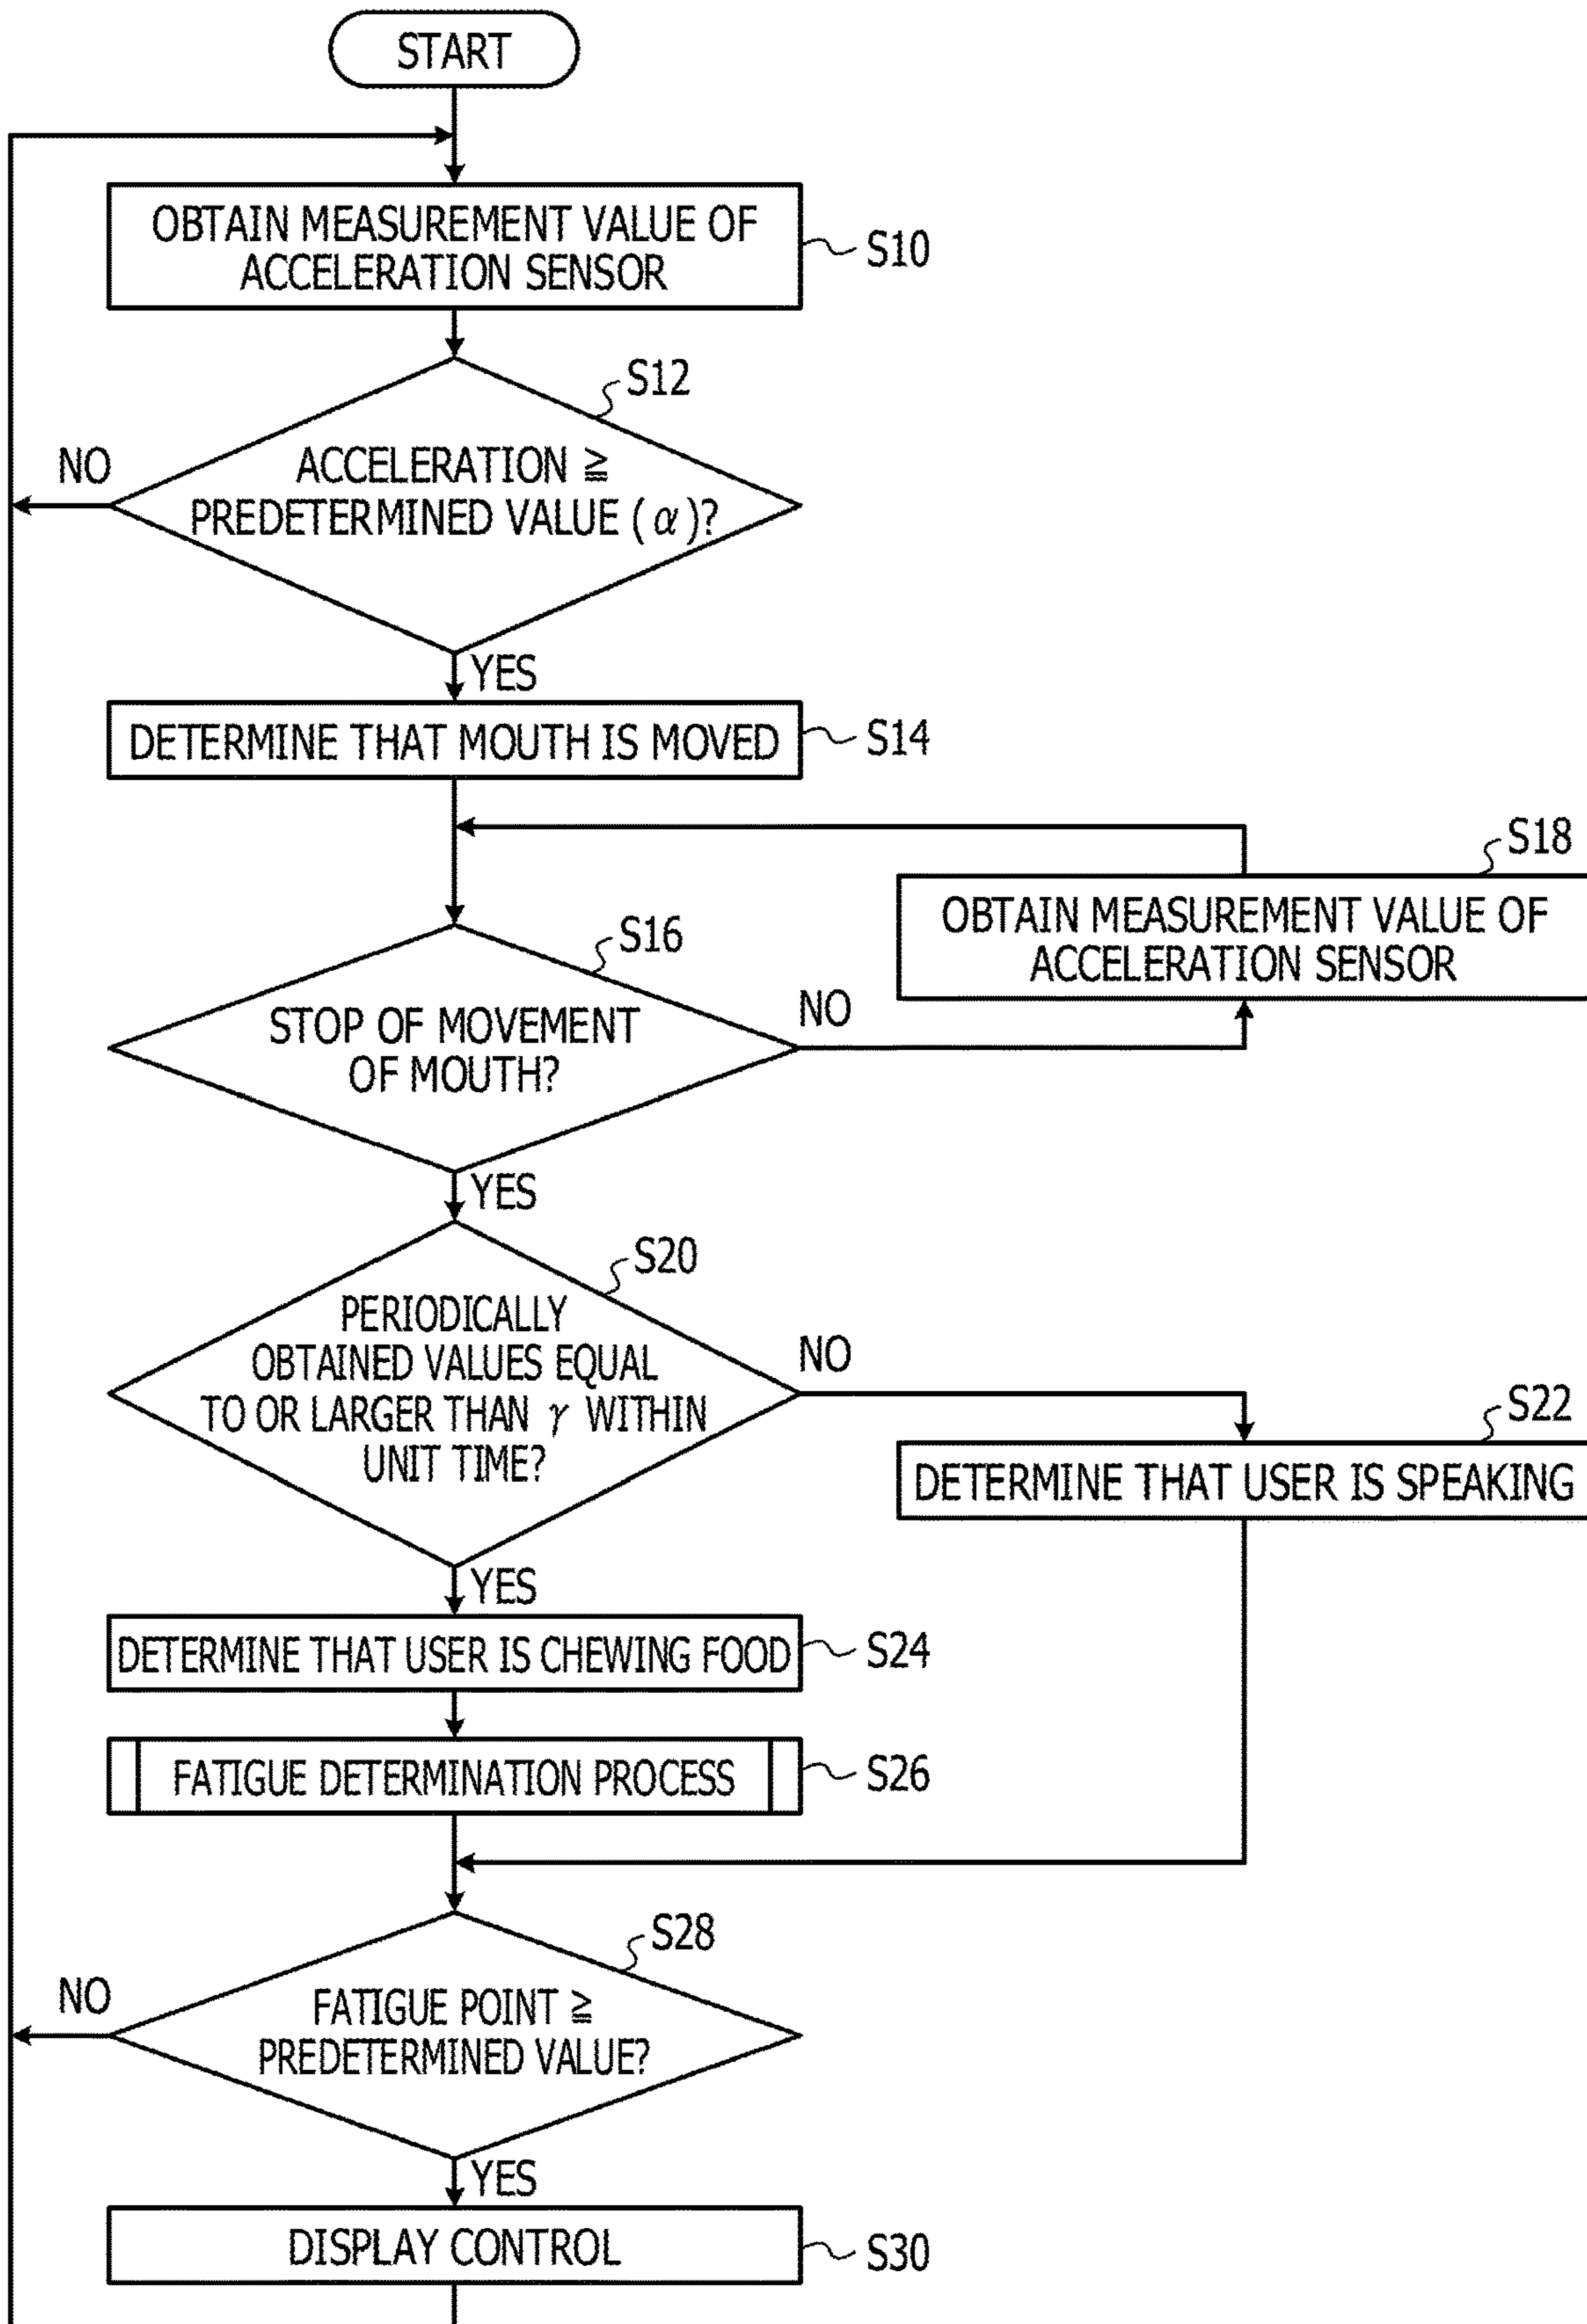 START
OBTAIN MEASUREMENT VALUE OF
ACCELERATION SENSOR
S10
S12
ACCELERATION ≧
PREDETERMINED VALUE (α)?
NO
YES
DETERMINE THAT MOUTH IS MOVED
S14
S18
OBTAIN MEASUREMENT VALUE OF
ACCELERATION SENSOR
S16
STOP OF MOVEMENT
OF MOUTH?
NO
YES
S20
PERIODICALLY
OBTAINED VALUES EQUAL
TO OR LARGER THAN γ WITHIN
UNIT TIME?
NO
S22
DETERMINE THAT USER IS SPEAKING
YES
DETERMINE THAT USER IS CHEWING FOOD
S24
FATIGUE DETERMINATION PROCESS
S26
S28
FATIGUE POINT ≧
PREDETERMINED VALUE?
NO
YES
DISPLAY CONTROL
S30